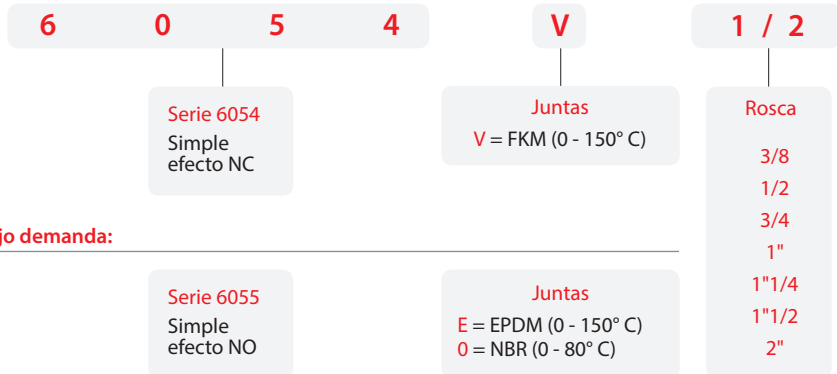 6 0 5 4 V 1 / 2
Serie 6054
Simple
efecto NC
Juntas
V = FKM (0 - 150° C)
Rosca
3/8
1/2
3/4
1"
1"1/4
1"1/2
2"
jo demanda:
Serie 6055
Simple
efecto NO
Juntas
E = EPDM (0 - 150° C)
0 = NBR (0 - 80° C)